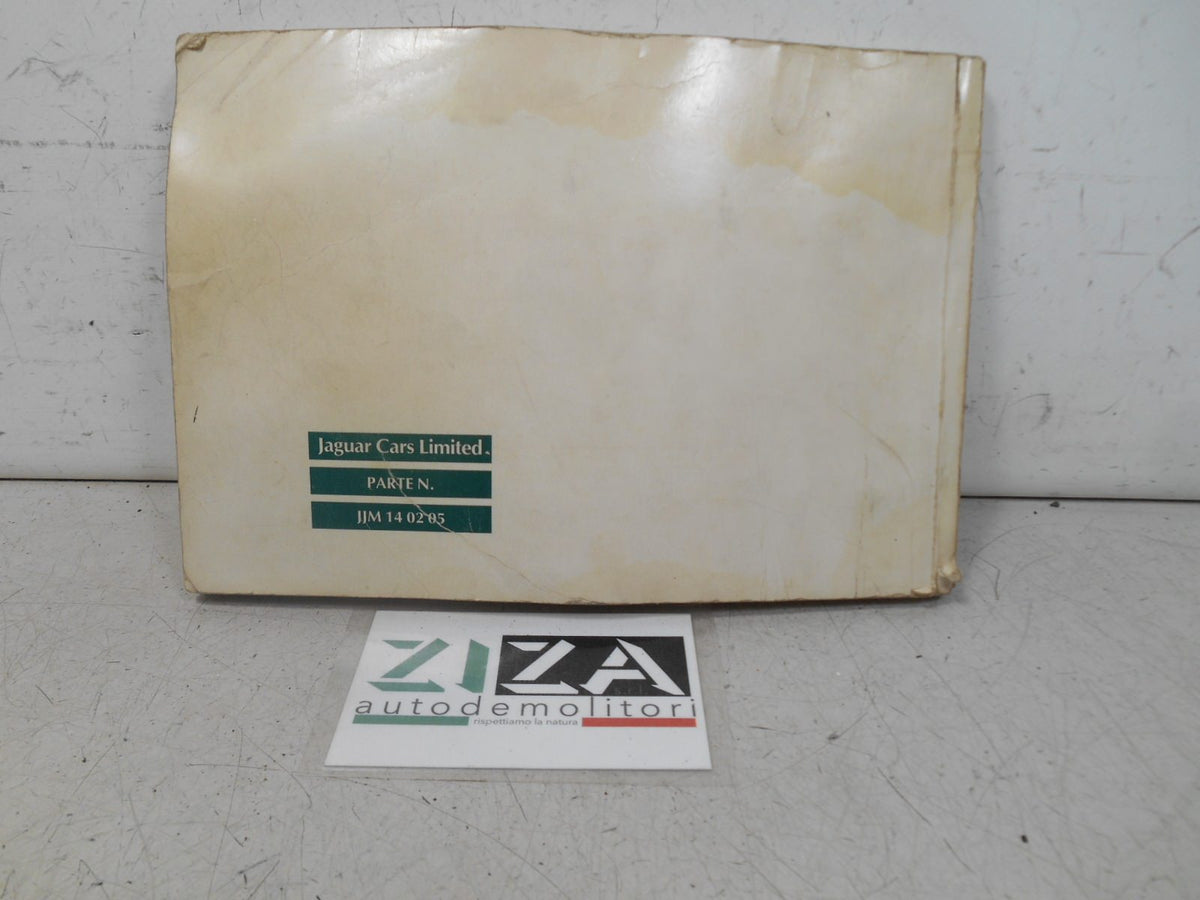 Jaguar Cars Limited
PARTE N.
JJM 14 02 05
ZIZA
autodemolitori
rispettiamo la natura